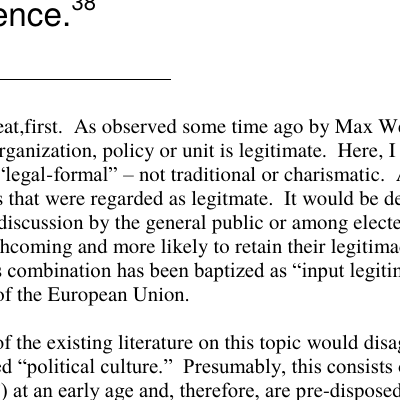 ence.38
eat,first. As observed some time ago by Max We
rganization, policy or unit is legitimate. Here, I
“legal-formal” – not traditional or charismatic. A
s that were regarded as legitmate. It would be de
discussion by the general public or among electe
hcoming and more likely to retain their legitima
s combination has been baptized as “input legitin
of the European Union.
of the existing literature on this topic would disag
ed “political culture.” Presumably, this consists o
) at an early age and, therefore, are pre-disposed